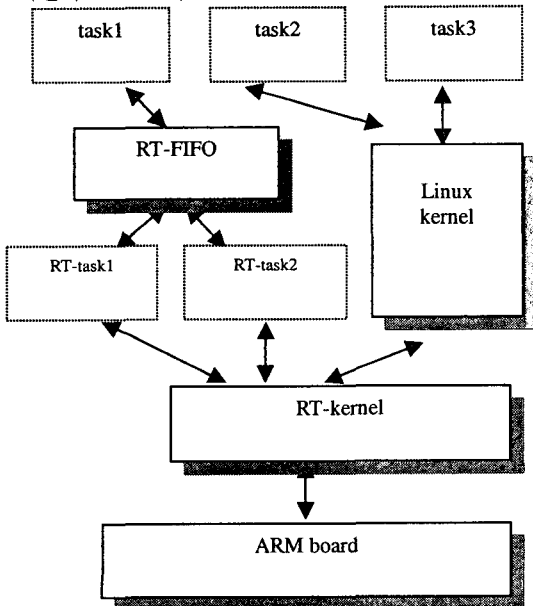 task1
task2
task3
RT-FIFO
Linux
kernel
RT-task1
RT-task2
RT-kernel
ARM board